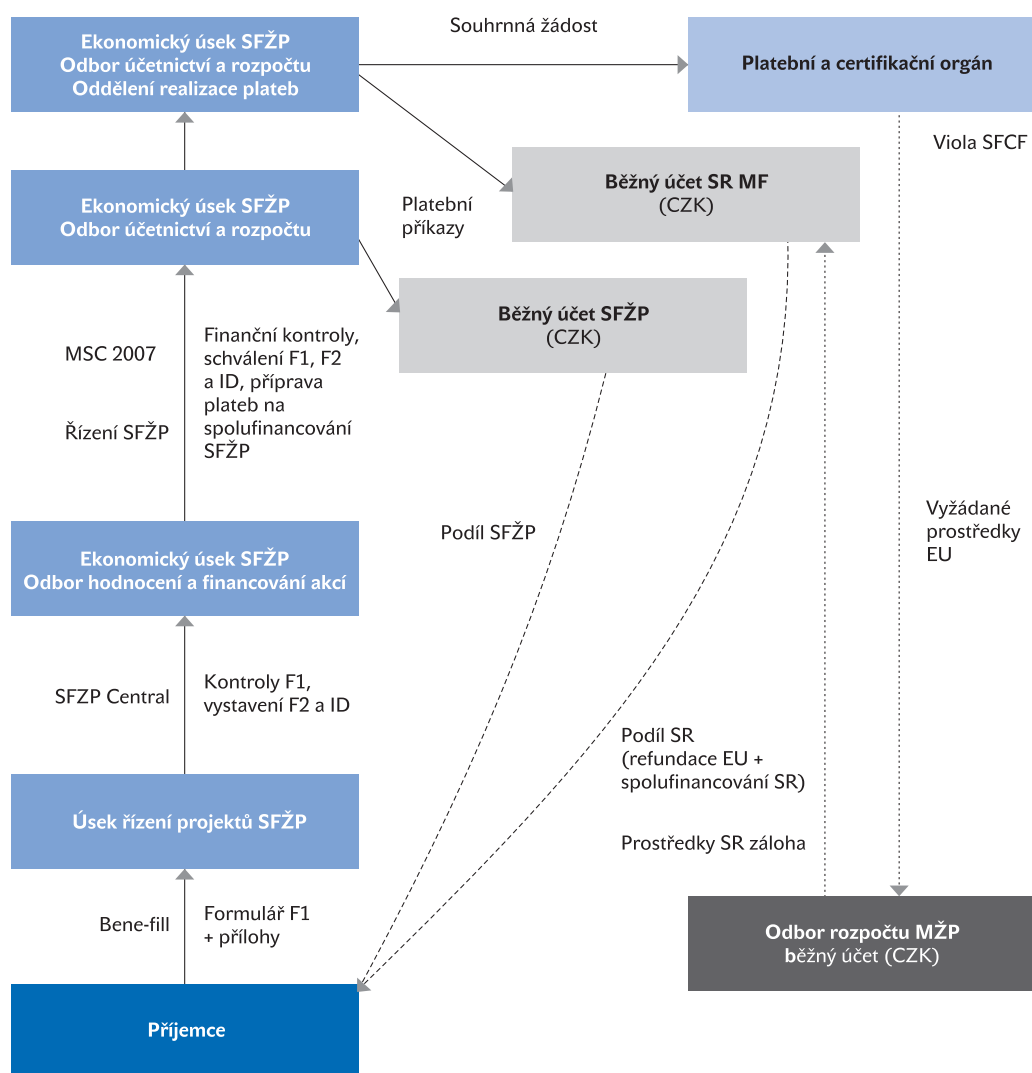 Ekonomický úsek SFŽP
Odbor účetnictví a rozpočtu
Oddělení realizace plateb
Souhrnná žádost
Platební a certifikační orgán
Viola SFCF
Běžný účet SR MF
(CZK)
Ekonomický úsek SFŽP
Odbor účetnictví a rozpočtu
Platební
příkazy
Běžný účet SFŽP
(CZK)
MSC 2007
Řízení SFŽP
Finanční kontroly,
schválení F1, F2
a ID, příprava
plateb na
spolufinancování
SFŽP
Podíl SFŽP
Vyžádané
prostředky
EU
Ekonomický úsek SFŽP
Odbor hodnocení a financování akcí
SFZP Central
Kontroly F1,
vystavení F2 a ID
Podíl SR
(refundace EU +
spolufinancování SR)
Prostředky SR záloha
Úsek řízení projektů SFŽP
Bene-fill
Formulář F1
+ přílohy
Odbor rozpočtu MŽP
běžný účet (CZK)
Příjemce